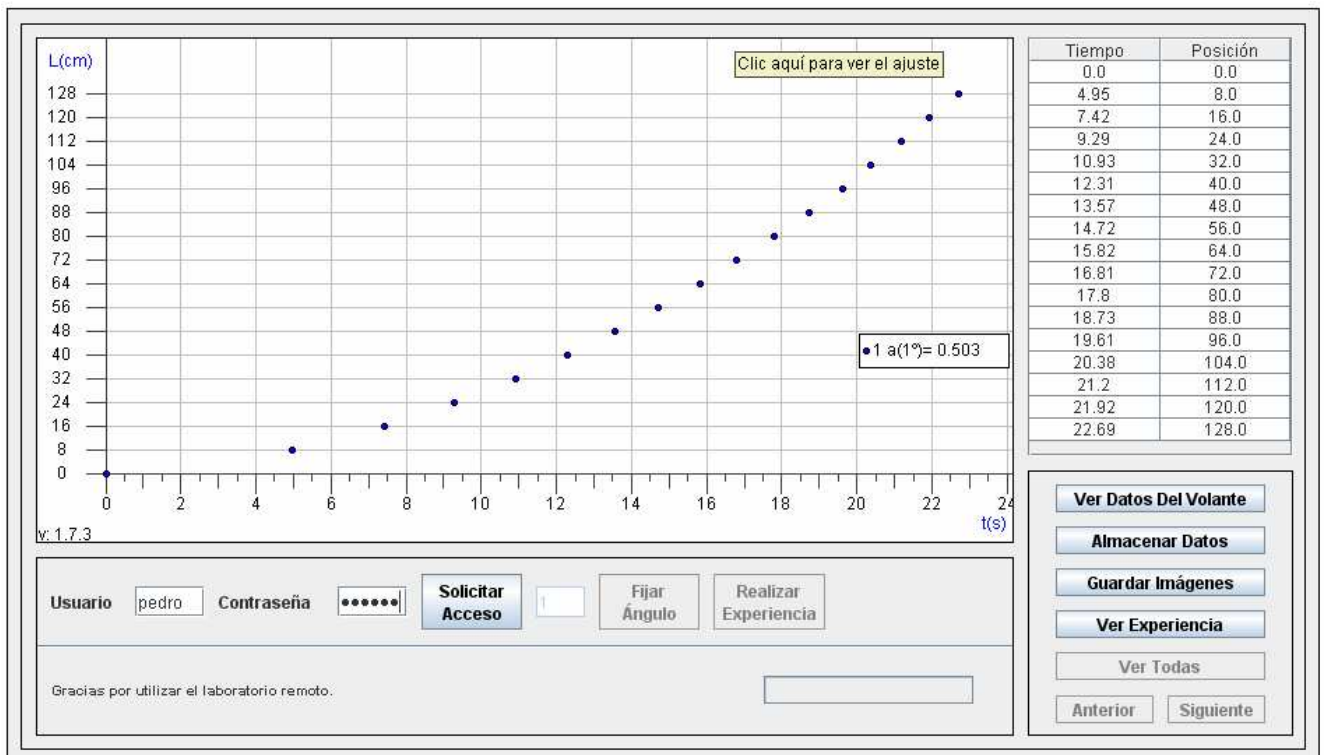 L(cm)
Clic aquí para ver el ajuste
128
120
112
104
96
88
80
72
64
56
48
40
32
24
16
8
0
1 a(1º)= 0.503
0 2 4 6 8 10 12 14 16 18 20 22 24
t(s)
v: 1.7.3
Tiempo Posición
0.0 0.0
4.95 8.0
7.42 16.0
9.29 24.0
10.93 32.0
12.31 40.0
13.57 48.0
14.72 56.0
15.82 64.0
16.81 72.0
17.8 80.0
18.73 88.0
19.61 96.0
20.38 104.0
21.2 112.0
21.92 120.0
22.69 128.0
Usuario pedro Contraseña ●●●●●● Solicitar Acceso 1 Fijar Ángulo Realizar Experiencia
Gracias por utilizar el laboratorio remoto.
Ver Datos Del Volante
Almacenar Datos
Guardar Imágenes
Ver Experiencia
Ver Todas
Anterior Siguiente